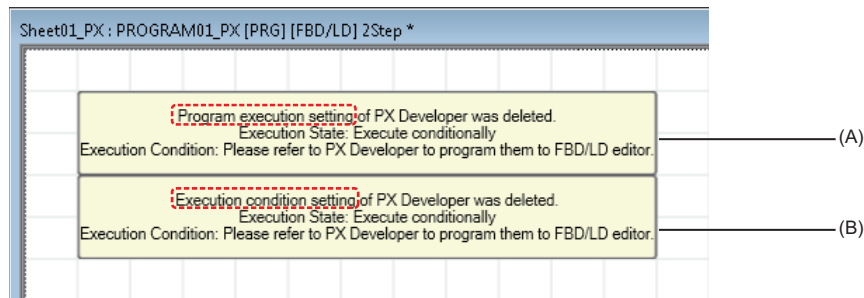 Sheet01_PX : PROGRAM01_PX [PRG] [FBD/LD] 2Step *
Program execution setting of PX Developer was deleted.
Execution State: Execute conditionally
Execution Condition: Please refer to PX Developer to program them to FBD/LD editor.
(A)
Execution condition setting of PX Developer was deleted.
Execution State: Execute conditionally
Execution Condition: Please refer to PX Developer to program them to FBD/LD editor.
(B)